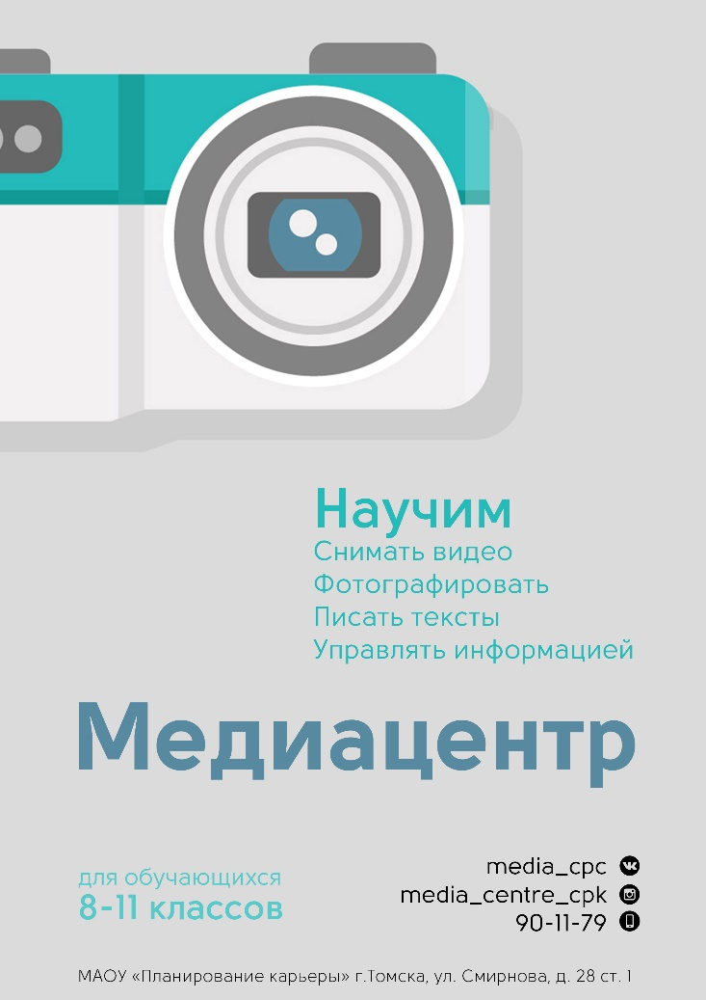 Научим
Снимать видео
Фотографировать
Писать тексты
Управлять информацией
Медиацентр
для обучающихся
8-11 классов
media_cpc
media_centre_cpk
90-11-79
МАОУ «Планирование карьеры» г.Томска, ул. Смирнова, д. 28 ст. 1